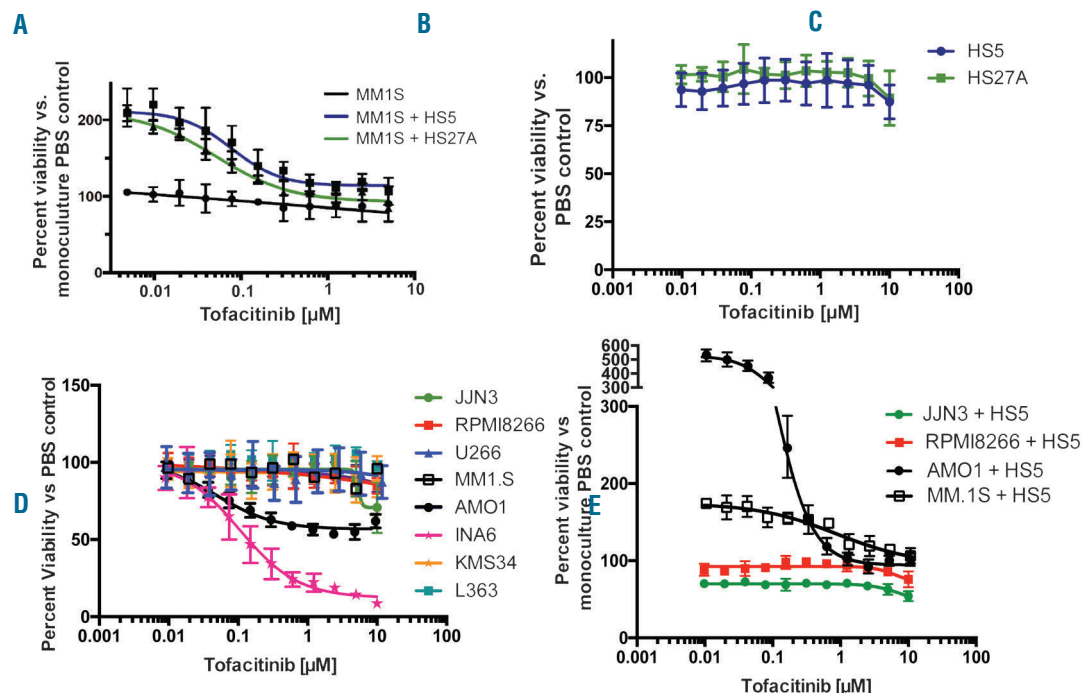 A
B
C
Percent viability vs.
monoculuture PBS control
200
100
0
0.01
0.1
1
10
Tofacitinib [µM]
MM1S
MM1S + HS5
MM1S + HS27A
Percent viability vs.
PBS control
100
75
50
25
0
0.001
0.01
0.1
1
10
100
Tofacitinib [µM]
HS5
HS27A
D
Percent Viability vs PBS control
150
100
50
0
0.001
0.01
0.1
1
10
100
Tofacitinib [µM]
JJN3
RPMI8266
U266
MM1.S
AMO1
INA6
KMS34
L363
E
Percent viability vs
monoculture PBS control
600
500
400
300
300
200
100
0
0.001
0.01
0.1
1
10
100
Tofacitinib [µM]
JJN3 + HS5
RPMI8266 + HS5
AMO1 + HS5
MM.1S + HS5